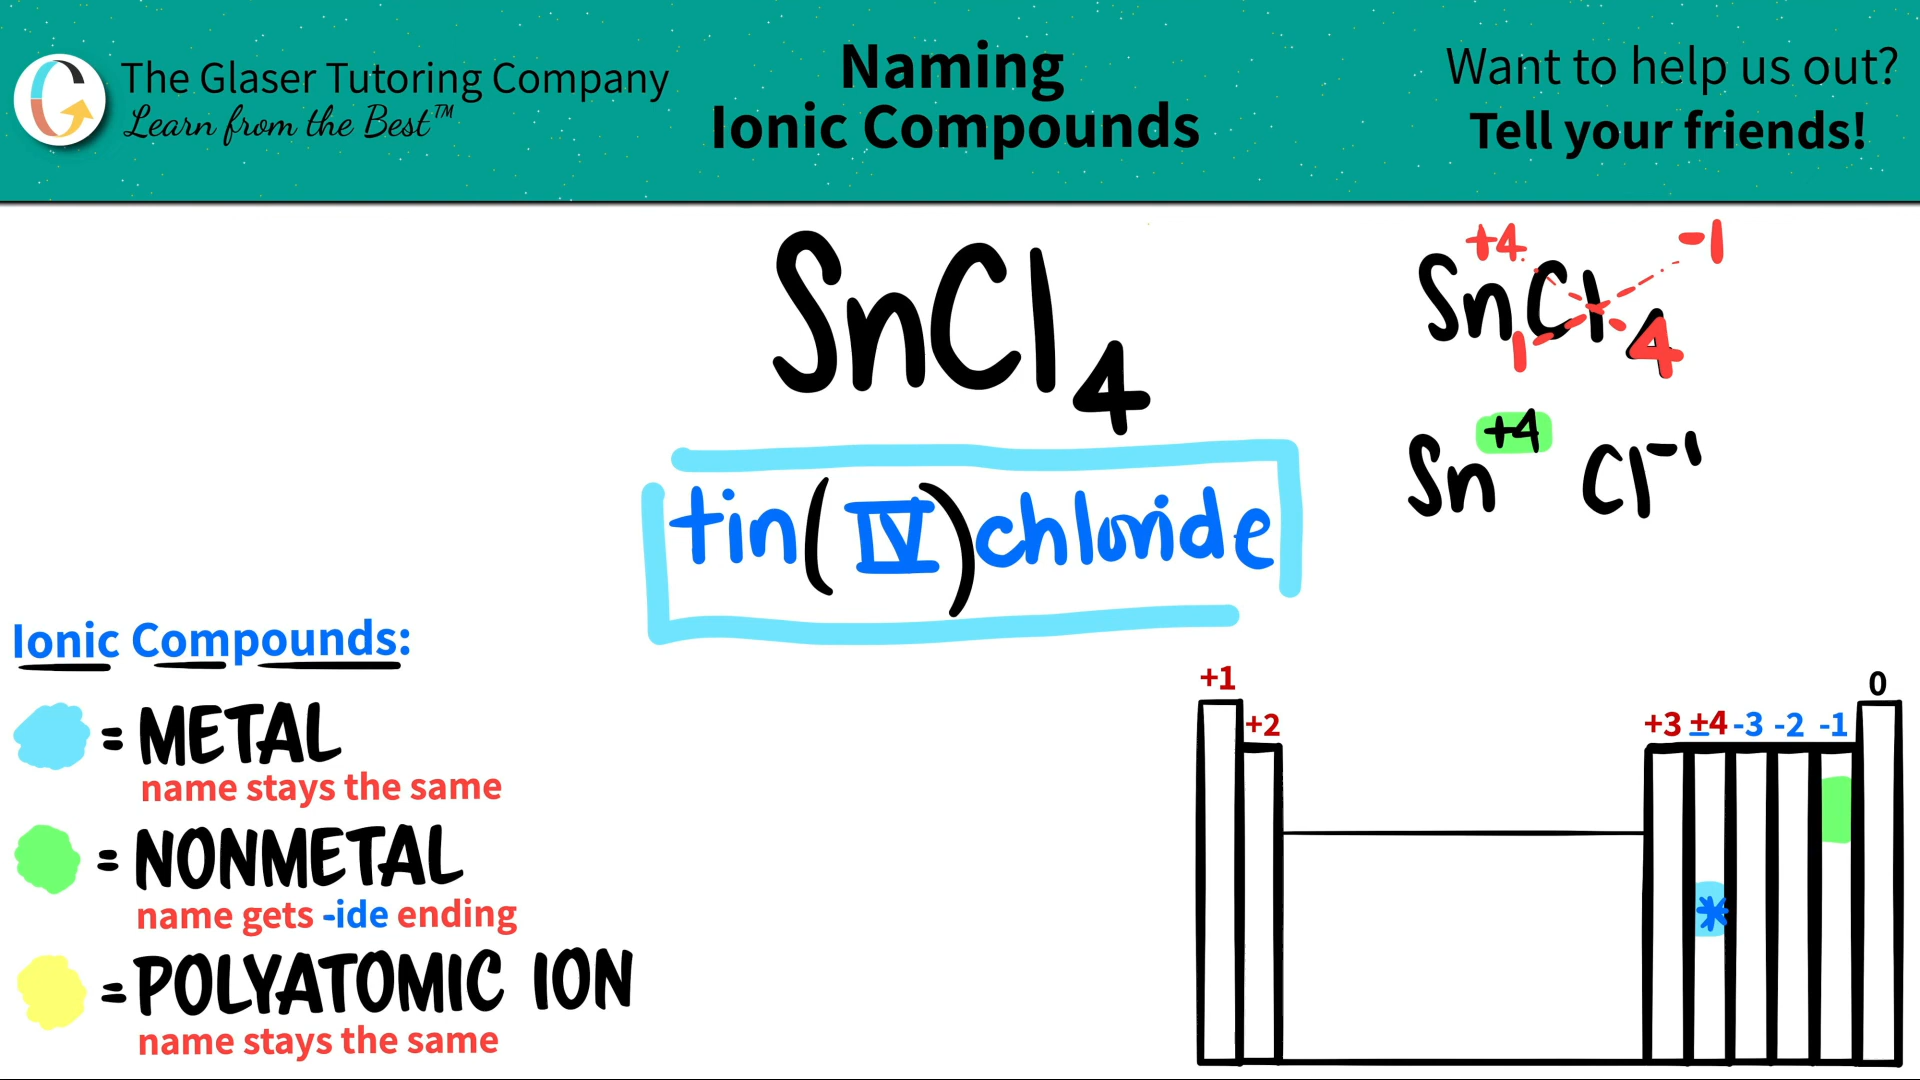 The Glaser Tutoring Company
Learn from the Best™
Naming
Ionic Compounds
Want to help us out?
Tell your friends!
SnCl₄
tin(IV)chloride
+4 -1
Sn₁Cl₄
Sn⁺⁴ Cl⁻¹
Ionic Compounds:
= METAL
name stays the same
= NONMETAL
name gets -ide ending
= POLYATOMIC ION
name stays the same
+1
+2
+3 ±4 -3 -2 -1
0
*